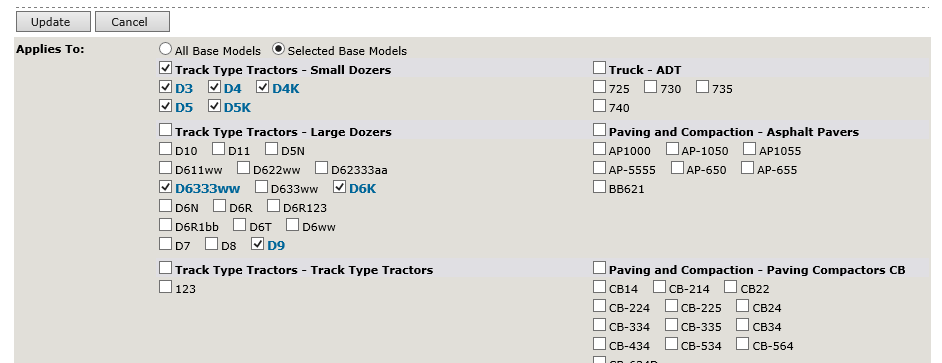 Update Cancel
Applies To: All Base Models Selected Base Models
Track Type Tractors - Small Dozers
D3 D4 D4K
D5 D5K
Truck - ADT
725 730 735
740
Track Type Tractors - Large Dozers
D10 D11 D5N
D611ww D622ww D62333aa
D6333ww D633ww D6K
D6N D6R D6R123
D6R1bb D6T D6ww
D7 D8 D9
Paving and Compaction - Asphalt Pavers
AP1000 AP-1050 AP1055
AP-5555 AP-650 AP-655
BB621
Track Type Tractors - Track Type Tractors
123
Paving and Compaction - Paving Compactors CB
CB14 CB-214 CB22
CB-224 CB-225 CB24
CB-334 CB-335 CB34
CB-434 CB-534 CB-564